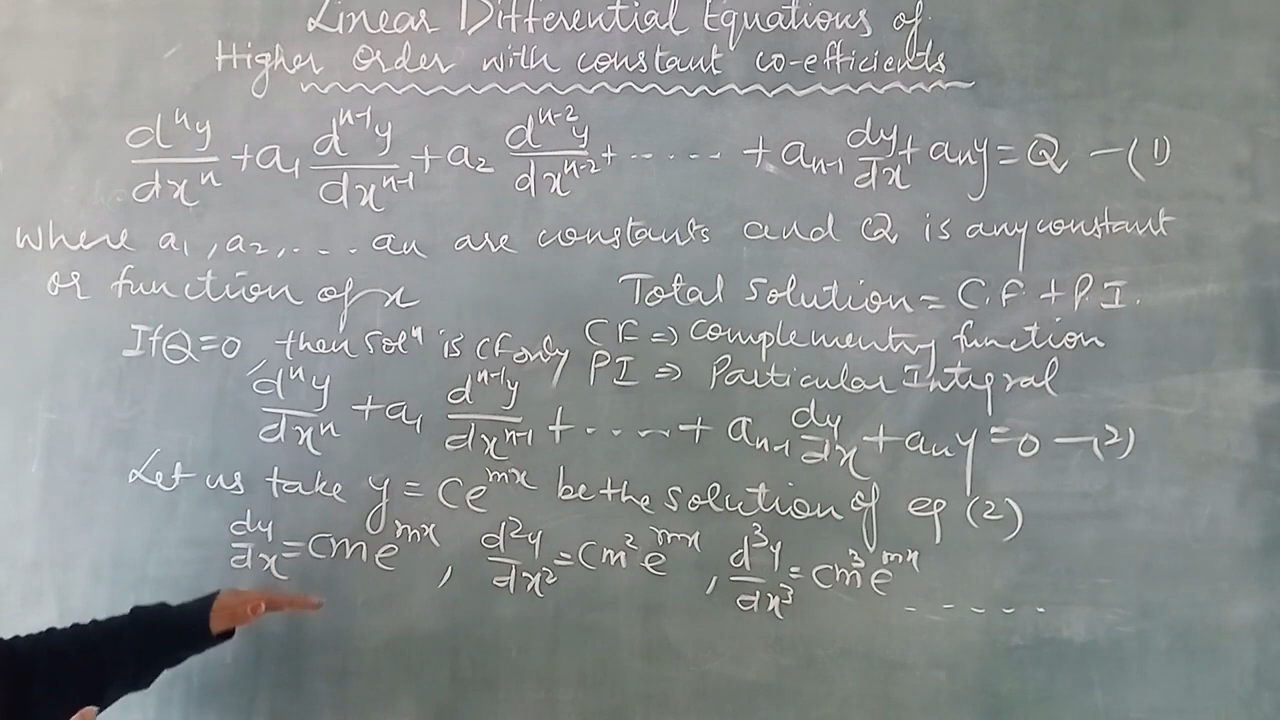 Linear Differential Equations of
Higher Order with constant co-efficients
dⁿy/dxⁿ + a₁ dⁿ⁻¹y/dxⁿ⁻¹ + a₂ dⁿ⁻²y/dxⁿ⁻² + ...... + aₙ₋₁ dy/dx + aₙy = Q —(1)
where a₁, a₂, .... aₙ are constants and Q is any constant
or function of x
Total Solution = C.F + P.I.
If Q=0, then solⁿ is CF only
CF ⇒ complementry function
PI ⇒ Particular Integral
dⁿy/dxⁿ + a₁ dⁿ⁻¹y/dxⁿ⁻¹ + ...... + aₙ₋₁ dy/dx + aₙy = 0 —(2)
Let us take y = Ce^mx be the solution of eq (2)
dy/dx = Cme^mx , d²y/dx² = Cm²e^mx , d³y/dx³ = Cm³e^mx -----